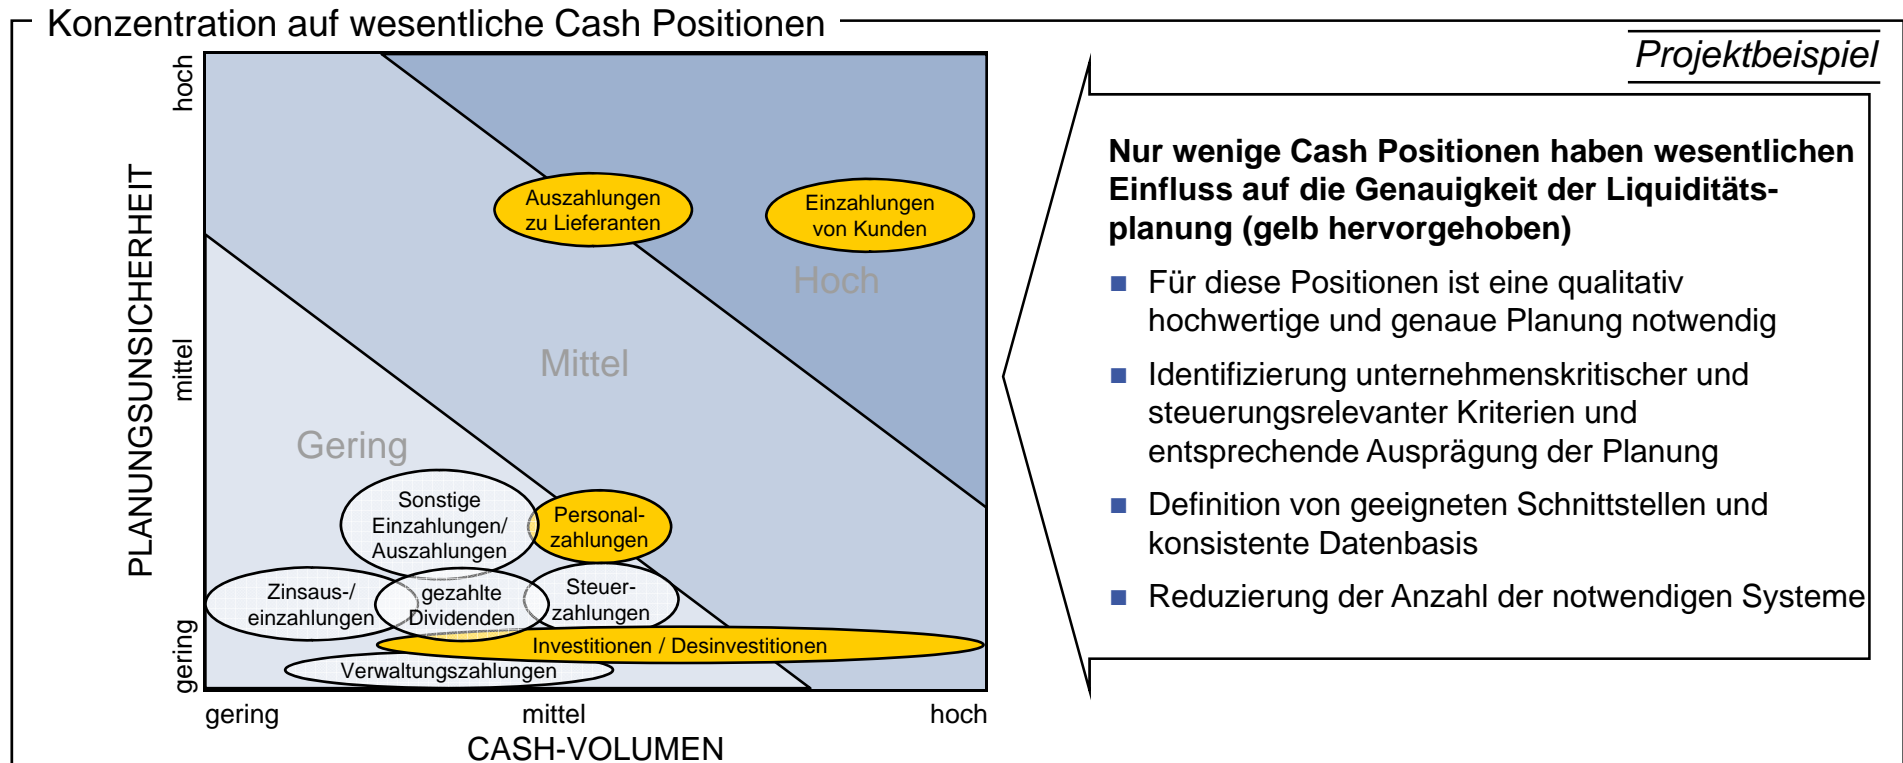 Konzentration auf wesentliche Cash Positionen
Projektbeispiel
PLANUNGSUNSICHERHEIT
hoch
mittel
gering
Auszahlungen
zu Lieferanten
Einzahlungen
von Kunden
Hoch
Mittel
Gering
Sonstige
Einzahlungen/
Auszahlungen
Personal-
zahlungen
Zinsaus-/
einzahlungen
gezahlte
Dividenden
Steuer-
zahlungen
Investitionen / Desinvestitionen
Verwaltungszahlungen
gering
mittel
hoch
CASH-VOLUMEN
Nur wenige Cash Positionen haben wesentlichen
Einfluss auf die Genauigkeit der Liquiditäts-
planung (gelb hervorgehoben)
Für diese Positionen ist eine qualitativ
hochwertige und genaue Planung notwendig
Identifizierung unternehmenskritischer und
steuerungsrelevanter Kriterien und
entsprechende Ausprägung der Planung
Definition von geeigneten Schnittstellen und
konsistente Datenbasis
Reduzierung der Anzahl der notwendigen Systeme